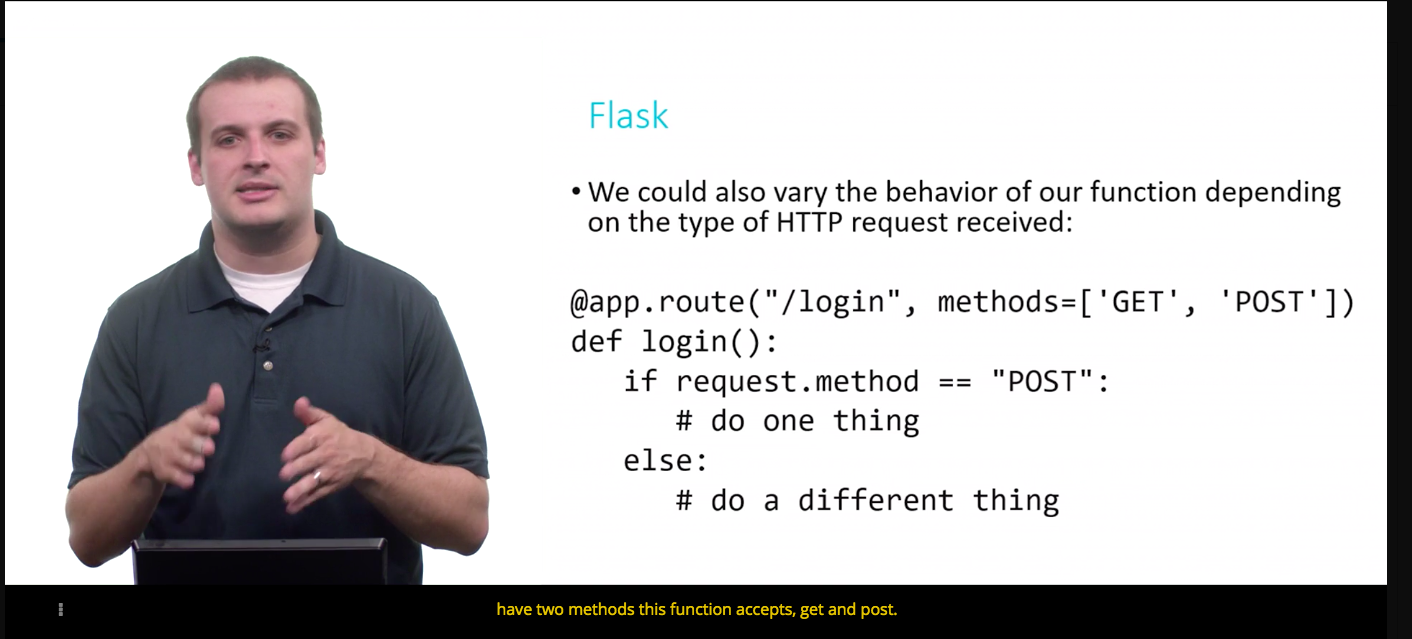 Flask
• We could also vary the behavior of our function depending
on the type of HTTP request received:
@app.route("/login", methods=['GET', 'POST'])
def login():
   if request.method == "POST":
      # do one thing
   else:
      # do a different thing
have two methods this function accepts, get and post.